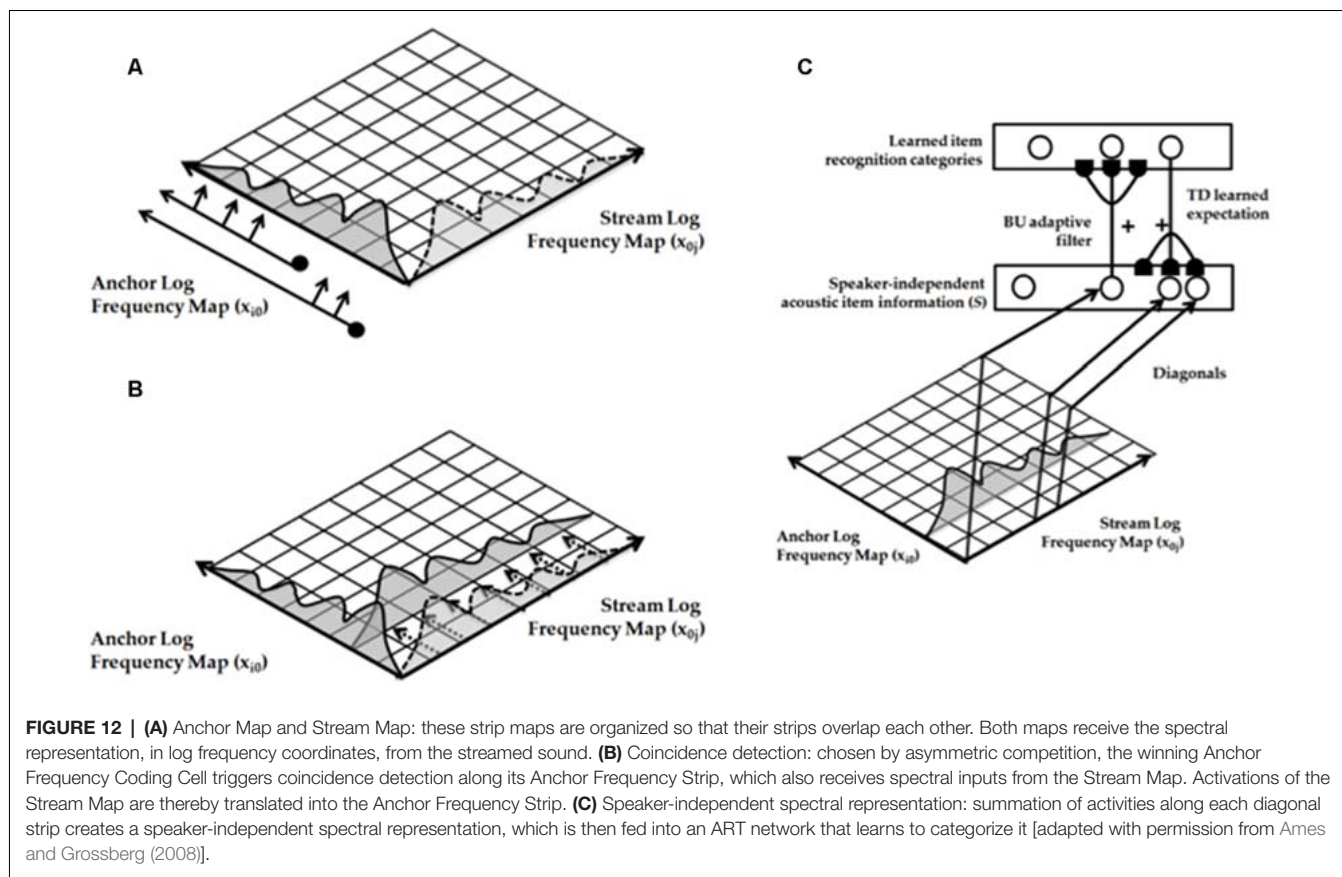 A
Stream Log
Frequency Map (x0j)
Anchor Log
Frequency Map (xi0)
B
Stream Log
Frequency Map (x0j)
Anchor Log
Frequency Map (xi0)
C
Learned item
recognition categories
TD learned
expectation
BU adaptive
filter
+ +
Speaker-independent
acoustic item information (S)
Diagonals
Stream Log
Frequency Map (x0j)
Anchor Log
Frequency Map (xi0)
FIGURE 12 | (A) Anchor Map and Stream Map: these strip maps are organized so that their strips overlap each other. Both maps receive the spectral
representation, in log frequency coordinates, from the streamed sound. (B) Coincidence detection: chosen by asymmetric competition, the winning Anchor
Frequency Coding Cell triggers coincidence detection along its Anchor Frequency Strip, which also receives spectral inputs from the Stream Map. Activations of the
Stream Map are thereby translated into the Anchor Frequency Strip. (C) Speaker-independent spectral representation: summation of activities along each diagonal
strip creates a speaker-independent spectral representation, which is then fed into an ART network that learns to categorize it [adapted with permission from Ames
and Grossberg (2008)].